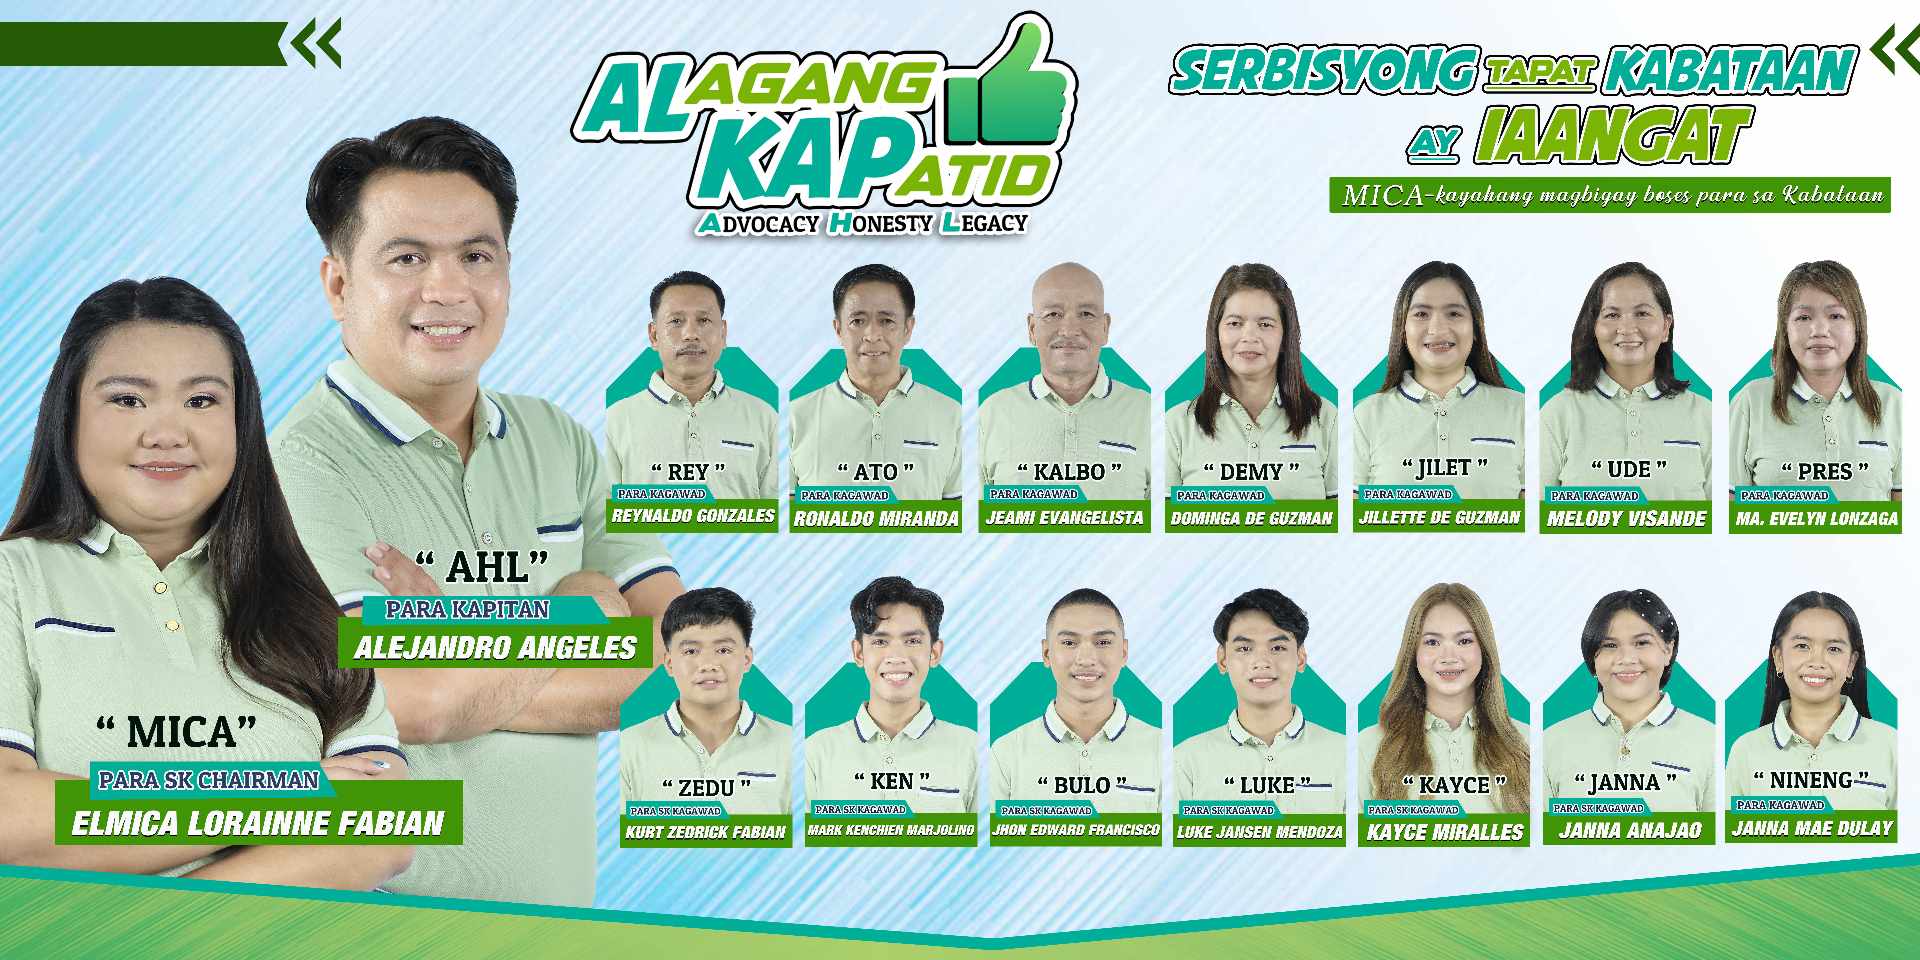 ALAGANG
KAPATID
ADVOCACY HONESTY LEGACY
SERBISYONG TAPAT KABATAAN
AY IAANGAT
MICA-kayahang magbigay boses para sa Kabataan
“ AHL”
PARA KAPITAN
ALEJANDRO ANGELES
“ MICA”
PARA SK CHAIRMAN
ELMICA LORAINNE FABIAN
“ REY ”
PARA KAGAWAD
REYNALDO GONZALES
“ ATO ”
PARA KAGAWAD
RONALDO MIRANDA
“ KALBO ”
PARA KAGAWAD
JEAMI EVANGELISTA
“ DEMY ”
PARA KAGAWAD
DOMINGA DE GUZMAN
“ JILET ”
PARA KAGAWAD
JILLETTE DE GUZMAN
“ UDE ”
PARA KAGAWAD
MELODY VISANDE
“ PRES ”
PARA KAGAWAD
MA. EVELYN LONZAGA
“ ZEDU ”
PARA SK KAGAWAD
KURT ZEDRICK FABIAN
“ KEN ”
PARA SK KAGAWAD
MARK KENCHIEN MARJOLINO
“ BULO ”
PARA SK KAGAWAD
JHON EDWARD FRANCISCO
“ LUKE ”
PARA SK KAGAWAD
LUKE JANSEN MENDOZA
“ KAYCE ”
PARA SK KAGAWAD
KAYCE MIRALLES
“ JANNA ”
PARA SK KAGAWAD
JANNA ANAJAO
“ NINENG ”
PARA KAGAWAD
JANNA MAE DULAY